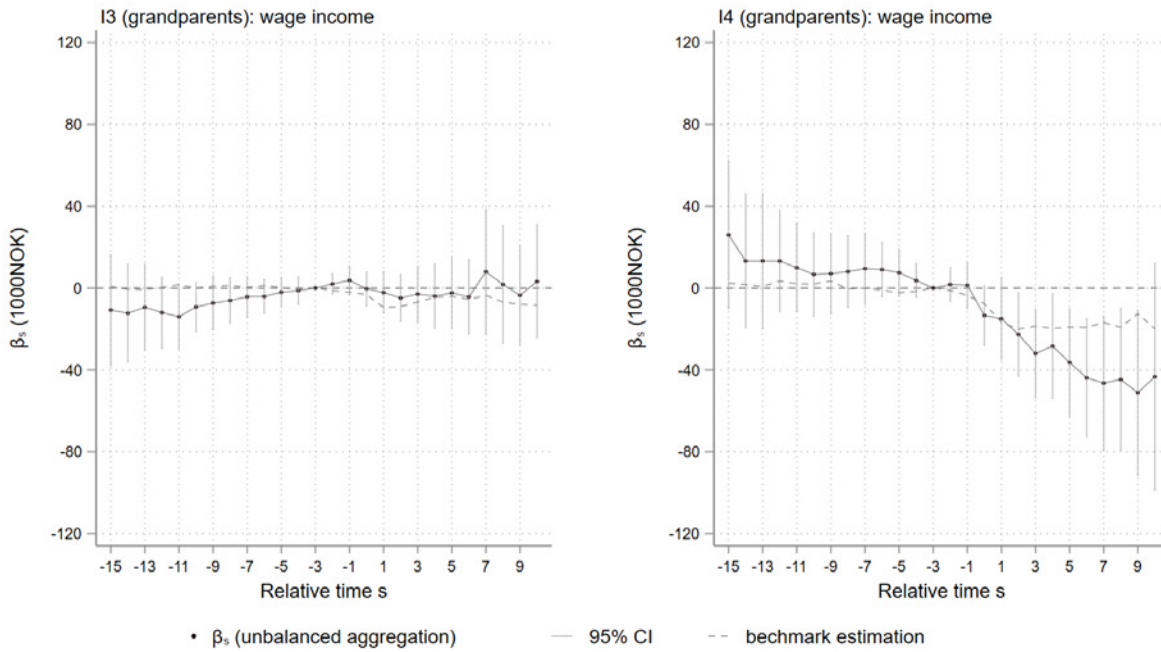 I3 (grandparents): wage income
120
80
40
0
-40
-80
-120
βs (1000NOK)
-15 -13 -11 -9 -7 -5 -3 -1 1 3 5 7 9
Relative time s
I4 (grandparents): wage income
120
80
40
0
-40
-80
-120
βs (1000NOK)
-15 -13 -11 -9 -7 -5 -3 -1 1 3 5 7 9
Relative time s
βs (unbalanced aggregation) 95% CI bechmark estimation